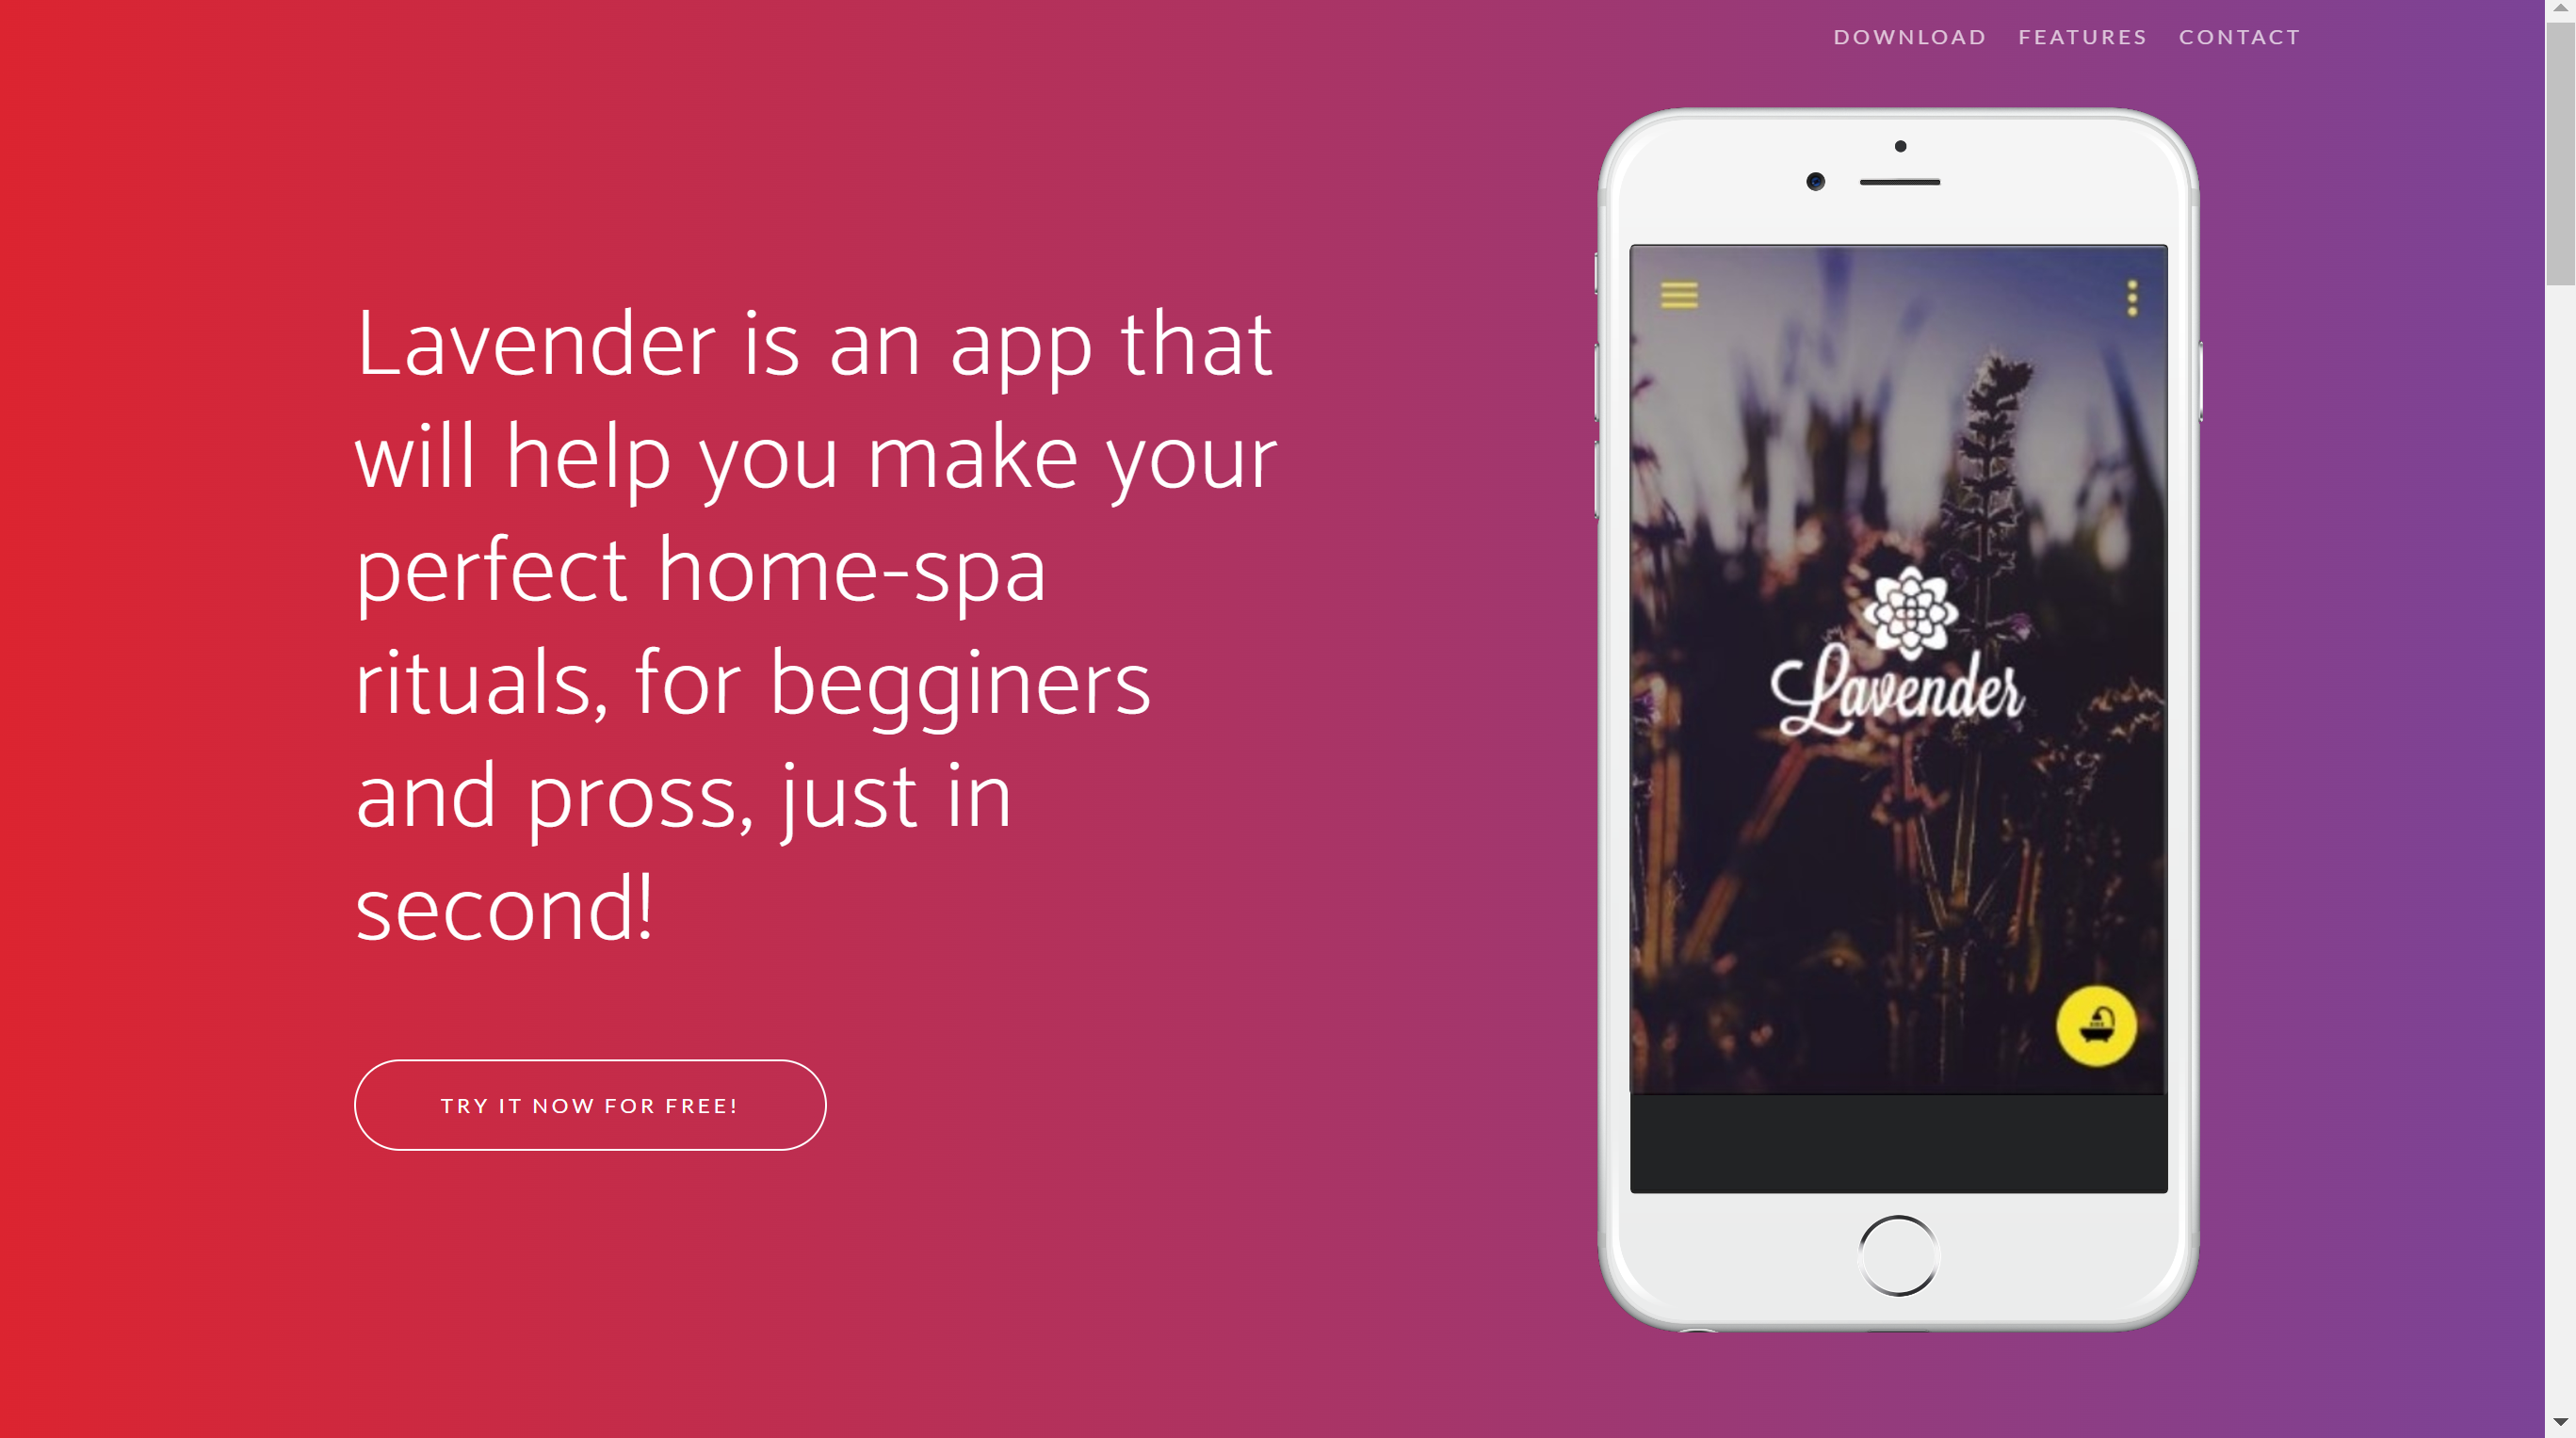 DOWNLOAD FEATURES CONTACT
Lavender is an app that
will help you make your
perfect home-spa
rituals, for begginers
and pross, just in
second!
TRY IT NOW FOR FREE!
Lavender